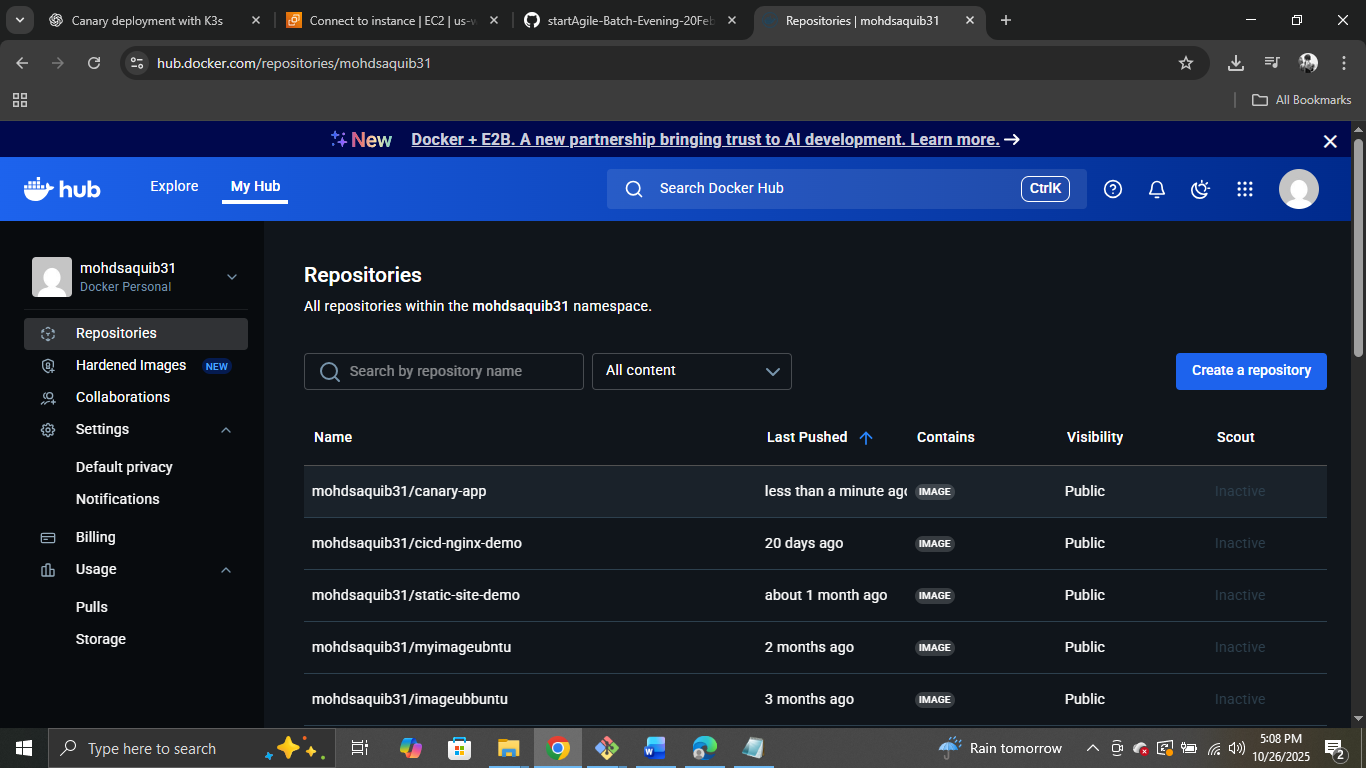 Canary deployment with K3s
Connect to instance | EC2 | us-w
startAgile-Batch-Evening-20Feb
Repositories | mohdsaquib31
hub.docker.com/repositories/mohdsaquib31
All Bookmarks
New Docker + E2B. A new partnership bringing trust to AI development. Learn more. →
hub
Explore
My Hub
Search Docker Hub
CtrlK
mohdsaquib31
Docker Personal
Repositories
Hardened Images NEW
Collaborations
Settings
Default privacy
Notifications
Billing
Usage
Pulls
Storage
Repositories
All repositories within the mohdsaquib31 namespace.
Search by repository name
All content
Create a repository
Name Last Pushed Contains Visibility Scout
mohdsaquib31/canary-app less than a minute ago IMAGE Public Inactive
mohdsaquib31/cicd-nginx-demo 20 days ago IMAGE Public Inactive
mohdsaquib31/static-site-demo about 1 month ago IMAGE Public Inactive
mohdsaquib31/myimageubntu 2 months ago IMAGE Public Inactive
mohdsaquib31/imageubbuntu 3 months ago IMAGE Public Inactive
Type here to search
Rain tomorrow
5:08 PM
10/26/2025
2